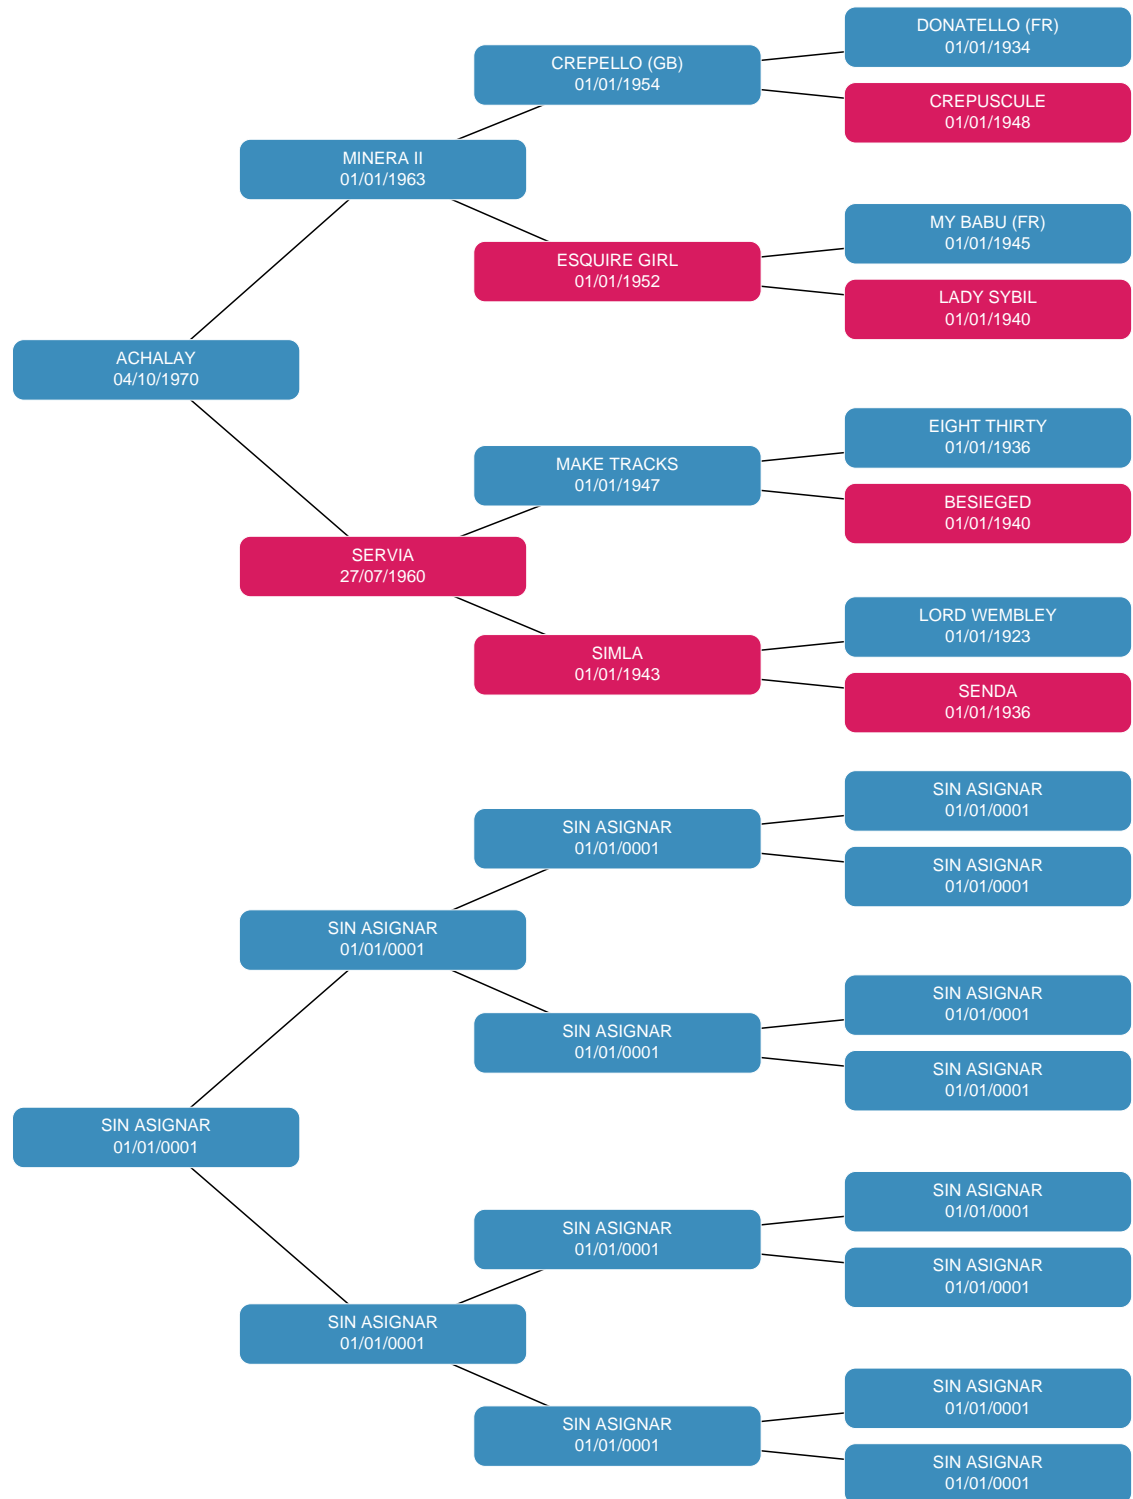 DONATELLO (FR)
01/01/1934
CREPELLO (GB)
01/01/1954
CREPUSCULE
01/01/1948
MINERA II
01/01/1963
MY BABU (FR)
01/01/1945
ESQUIRE GIRL
01/01/1952
LADY SYBIL
01/01/1940
ACHALAY
04/10/1970
EIGHT THIRTY
01/01/1936
MAKE TRACKS
01/01/1947
BESIEGED
01/01/1940
SERVIA
27/07/1960
LORD WEMBLEY
01/01/1923
SIMLA
01/01/1943
SENDA
01/01/1936
SIN ASIGNAR
01/01/0001
SIN ASIGNAR
01/01/0001
SIN ASIGNAR
01/01/0001
SIN ASIGNAR
01/01/0001
SIN ASIGNAR
01/01/0001
SIN ASIGNAR
01/01/0001
SIN ASIGNAR
01/01/0001
SIN ASIGNAR
01/01/0001
SIN ASIGNAR
01/01/0001
SIN ASIGNAR
01/01/0001
SIN ASIGNAR
01/01/0001
SIN ASIGNAR
01/01/0001
SIN ASIGNAR
01/01/0001
SIN ASIGNAR
01/01/0001
SIN ASIGNAR
01/01/0001